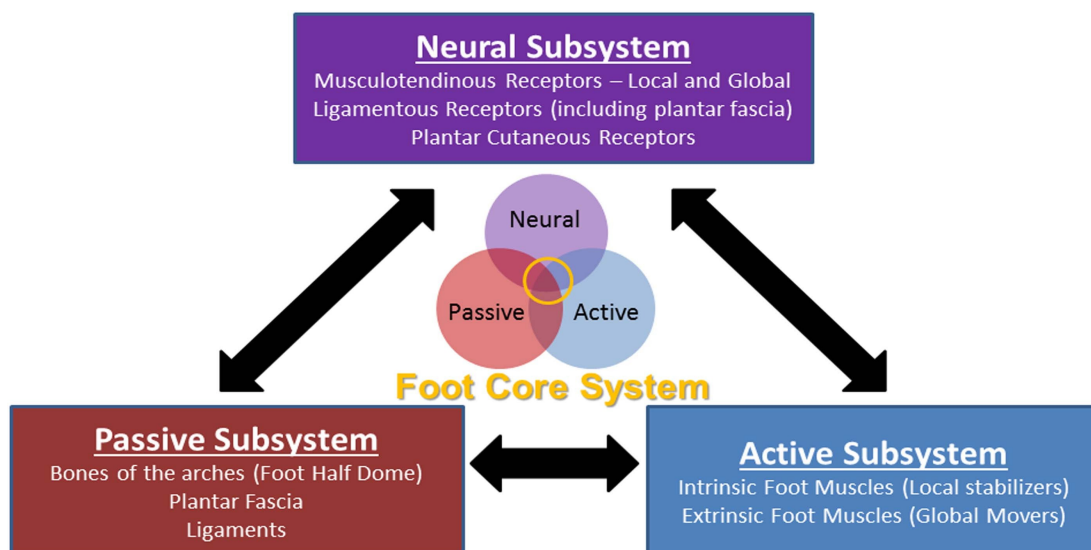 Neural Subsystem
Musculotendinous Receptors – Local and Global
Ligamentous Receptors (including plantar fascia)
Plantar Cutaneous Receptors
Neural
Passive
Active
Foot Core System
Passive Subsystem
Bones of the arches (Foot Half Dome)
Plantar Fascia
Ligaments
Active Subsystem
Intrinsic Foot Muscles (Local stabilizers)
Extrinsic Foot Muscles (Global Movers)